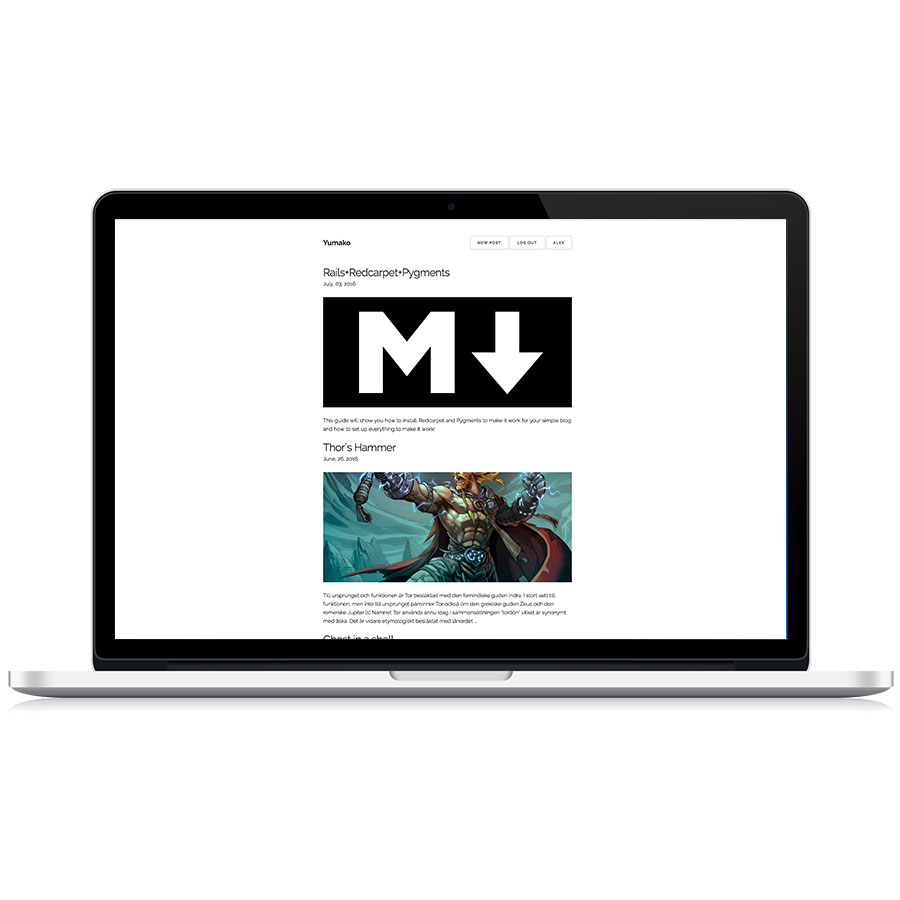 Yumako
NEW POST
LOG OUT
ALEX
Rails+Redcarpet+Pygments
July, 03, 2016
M
This guide will show you how to install Redcarpet and Pygments to make it work for your simple blog
and how to set up everything to make it work!
Thor's Hammer
June, 26, 2016
Till ursprunget och funktionen är Tor besläktad med den fornindiske guden Indra. I stort sett till
funktionen, men inte till ursprunget påminner Tor också om den grekiske guden Zeus och den
romerske Jupiter.[1] Namnet Tor används ännu idag i sammansättningen "tordön" vilket är synonymt
med åska. Det är vidare etymologiskt besläktat med lånordet ...
Ghost in a shell